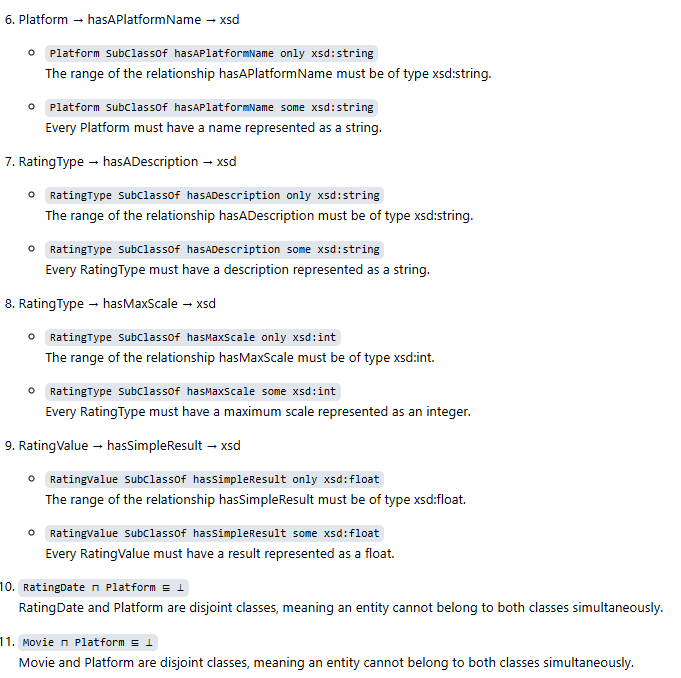 6. Platform → hasAPlatformName → xsd
Platform SubClassOf hasAPlatformName only xsd:string
The range of the relationship hasAPlatformName must be of type xsd:string.
Platform SubClassOf hasAPlatformName some xsd:string
Every Platform must have a name represented as a string.
7. RatingType → hasADescription → xsd
RatingType SubClassOf hasADescription only xsd:string
The range of the relationship hasADescription must be of type xsd:string.
RatingType SubClassOf hasADescription some xsd:string
Every RatingType must have a description represented as a string.
8. RatingType → hasMaxScale → xsd
RatingType SubClassOf hasMaxScale only xsd:int
The range of the relationship hasMaxScale must be of type xsd:int.
RatingType SubClassOf hasMaxScale some xsd:int
Every RatingType must have a maximum scale represented as an integer.
9. RatingValue → hasSimpleResult → xsd
RatingValue SubClassOf hasSimpleResult only xsd:float
The range of the relationship hasSimpleResult must be of type xsd:float.
RatingValue SubClassOf hasSimpleResult some xsd:float
Every RatingValue must have a result represented as a float.
10. RatingDate ⊓ Platform ⊑ ⊥
RatingDate and Platform are disjoint classes, meaning an entity cannot belong to both classes simultaneously.
11. Movie ⊓ Platform ⊑ ⊥
Movie and Platform are disjoint classes, meaning an entity cannot belong to both classes simultaneously.